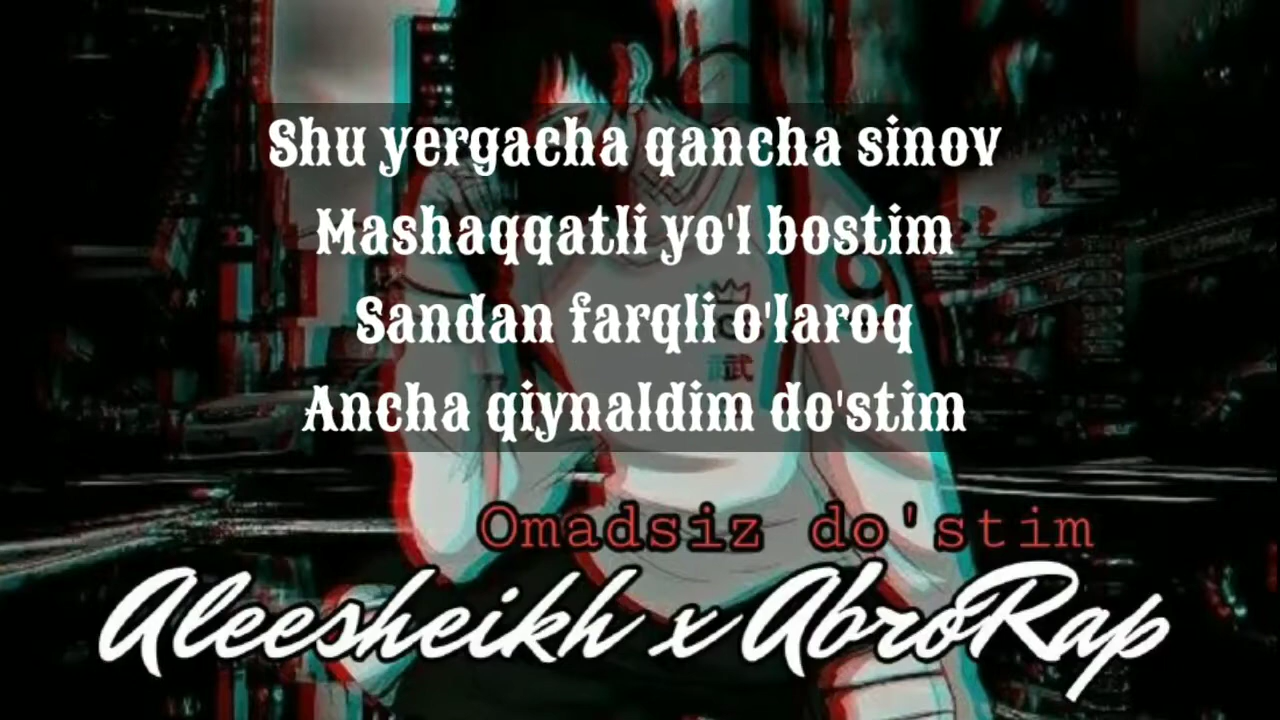 Shu yergacha qancha sinov
Mashaqqatli yo'l bostim
Sandan farqli o'laroq
Ancha qiynaldim do'stim
Omadsiz do'stim
Aleesheikh x AbroRap